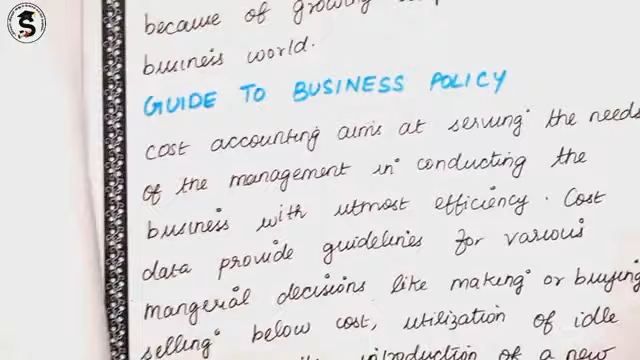 because of growing
business world.
GUIDE TO BUSINESS POLICY
cost accounting aims at serving the needs
of the management in conducting the
business with utmost efficiency. Cost
data provide guidelines for various
mangerial decisions like making or buying
selling below cost, utilization of idle
introduction of a new